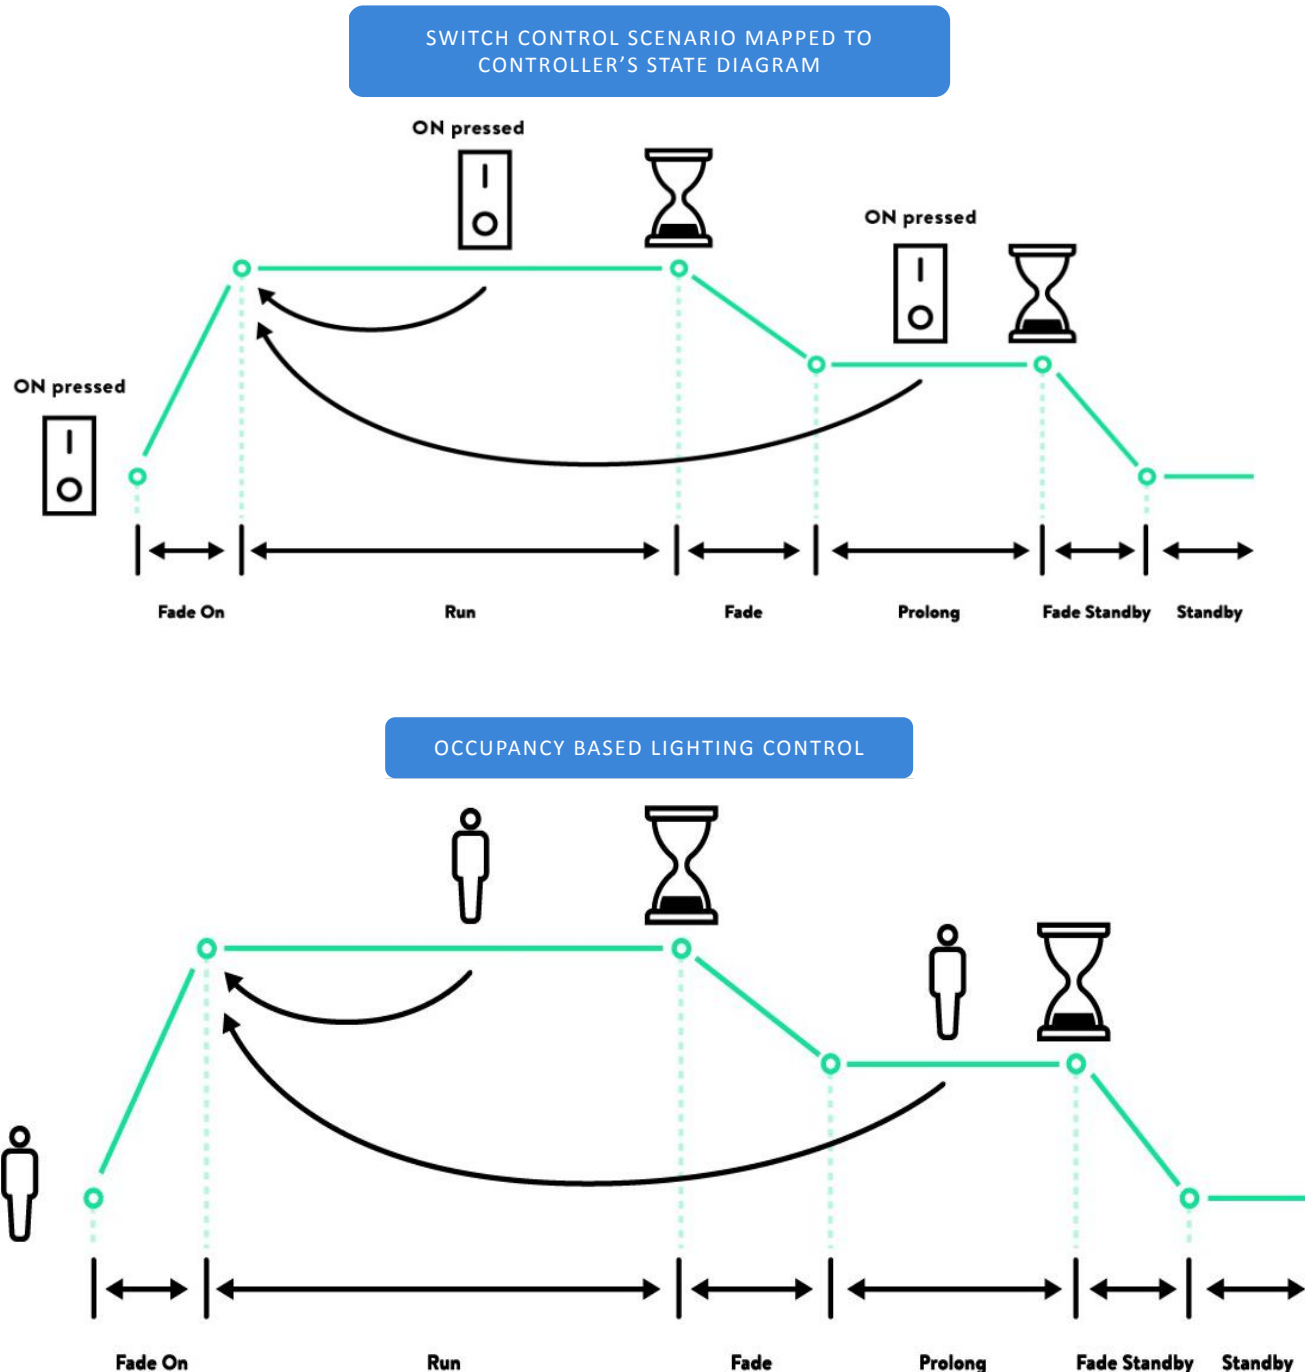 SWITCH CONTROL SCENARIO MAPPED TO
CONTROLLER'S STATE DIAGRAM
ON pressed
ON pressed
ON pressed
Fade On Run Fade Prolong Fade Standby Standby
OCCUPANCY BASED LIGHTING CONTROL
Fade On Run Fade Prolong Fade Standby Standby